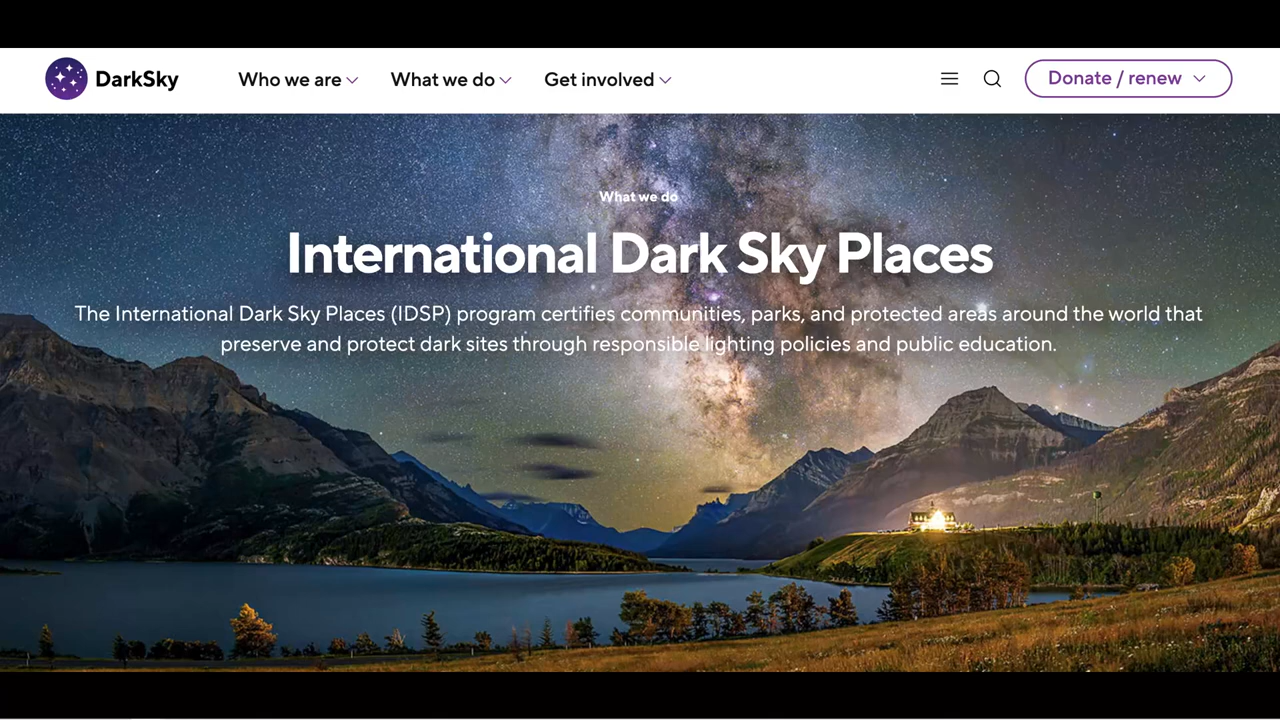 DarkSky
Who we are
What we do
Get involved
Donate / renew
What we do
International Dark Sky Places
The International Dark Sky Places (IDSP) program certifies communities, parks, and protected areas around the world that
preserve and protect dark sites through responsible lighting policies and public education.